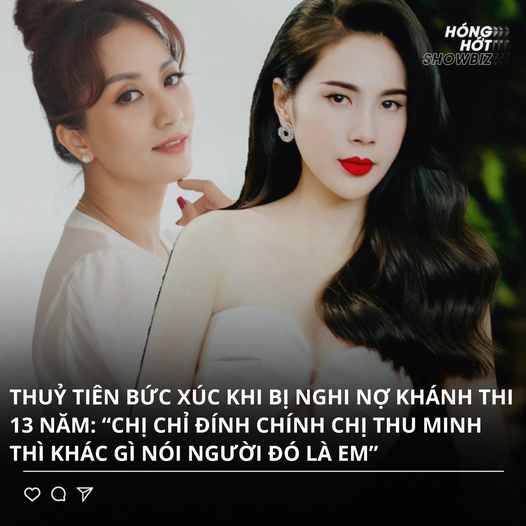 HÓNG
HỚT
SHOWBIZ
THUỶ TIÊN BỨC XÚC KHI BỊ NGHI NỢ KHÁNH THI
13 NĂM: “CHỊ CHỈ ĐÍNH CHÍNH CHỊ THU MINH
THÌ KHÁC GÌ NÓI NGƯỜI ĐÓ LÀ EM”